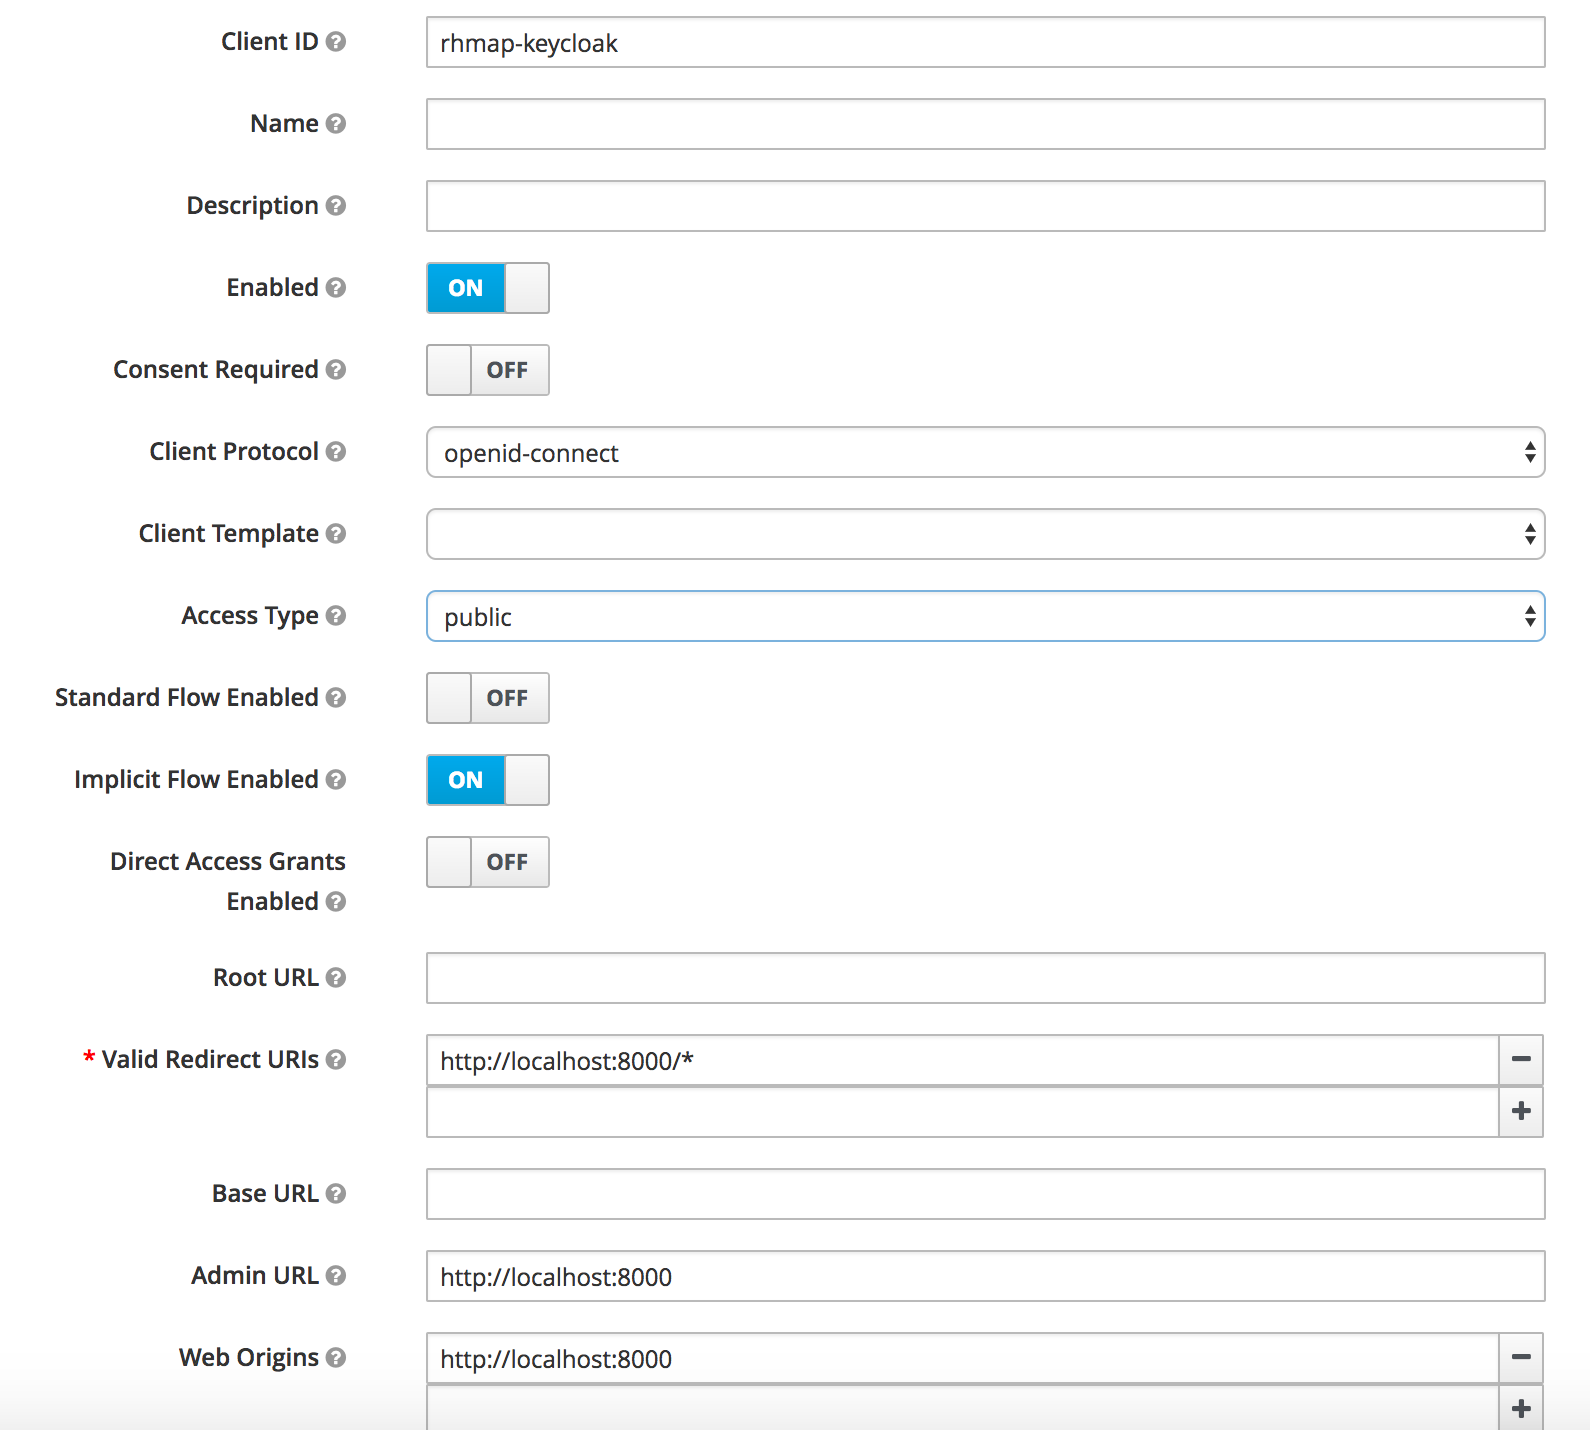 Client ID rhmap-keycloak
Name
Description
Enabled ON
Consent Required OFF
Client Protocol openid-connect
Client Template
Access Type public
Standard Flow Enabled OFF
Implicit Flow Enabled ON
Direct Access Grants OFF
Enabled
Root URL
* Valid Redirect URIs http://localhost:8000/*
Base URL
Admin URL http://localhost:8000
Web Origins http://localhost:8000